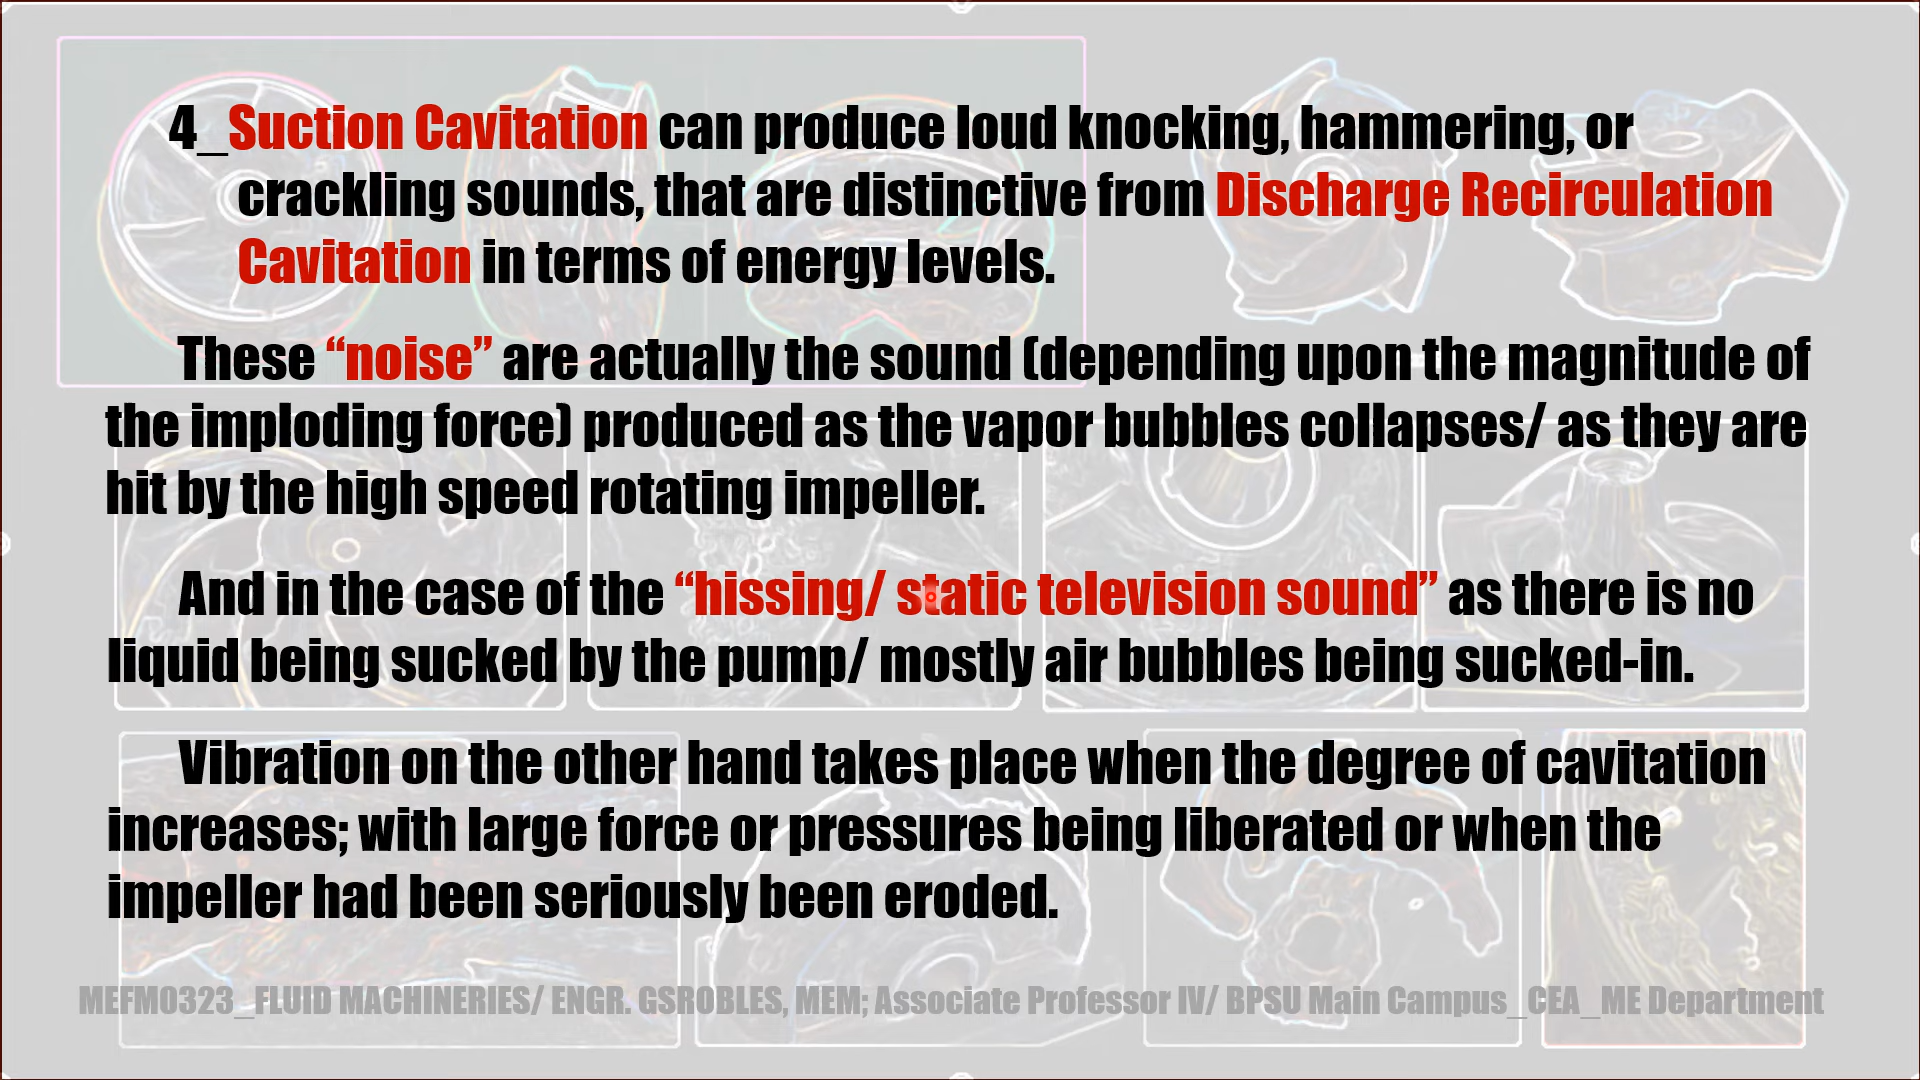 4_Suction Cavitation can produce loud knocking, hammering, or
crackling sounds, that are distinctive from Discharge Recirculation
Cavitation in terms of energy levels.
These “noise” are actually the sound (depending upon the magnitude of
the imploding force) produced as the vapor bubbles collapses/ as they are
hit by the high speed rotating impeller.
And in the case of the “hissing/ static television sound” as there is no
liquid being sucked by the pump/ mostly air bubbles being sucked-in.
Vibration on the other hand takes place when the degree of cavitation
increases; with large force or pressures being liberated or when the
impeller had been seriously been eroded.
MEFM0323_FLUID MACHINERIES/ ENGR. GSROBLES, MEM; Associate Professor IV/ BPSU Main Campus_CEA_ME Department